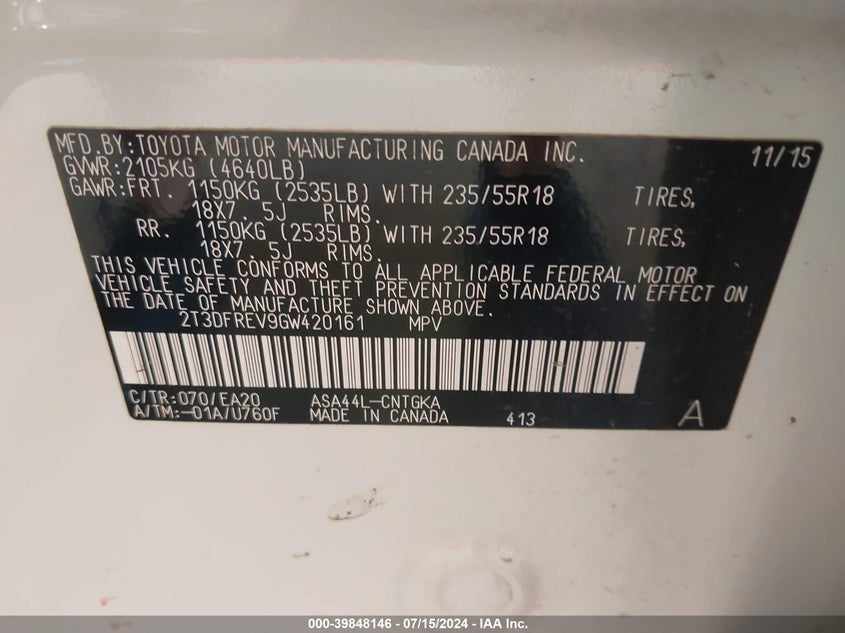 MFD.BY:TOYOTA MOTOR MANUFACTURING CANADA INC. 11/15
GVWR:2105KG (4640LB)
GAWR:FRT. 1150KG (2535LB) WITH 235/55R18 TIRES,
18X7. 5J RIMS.
RR. 1150KG (2535LB) WITH 235/55R18 TIRES,
18X7. 5J RIMS.
THIS VEHICLE CONFORMS TO ALL APPLICABLE FEDERAL MOTOR
VEHICLE SAFETY AND THEFT PREVENTION STANDARDS IN EFFECT ON
THE DATE OF MANUFACTURE SHOWN ABOVE.
2T3DFREV9GW420161 MPV
C/TR:070/EA20 ASA44L-CNTGKA
A/TM:-01A/U760F MADE IN CANADA 413 A
000-39848146 - 07/15/2024 - IAA Inc.